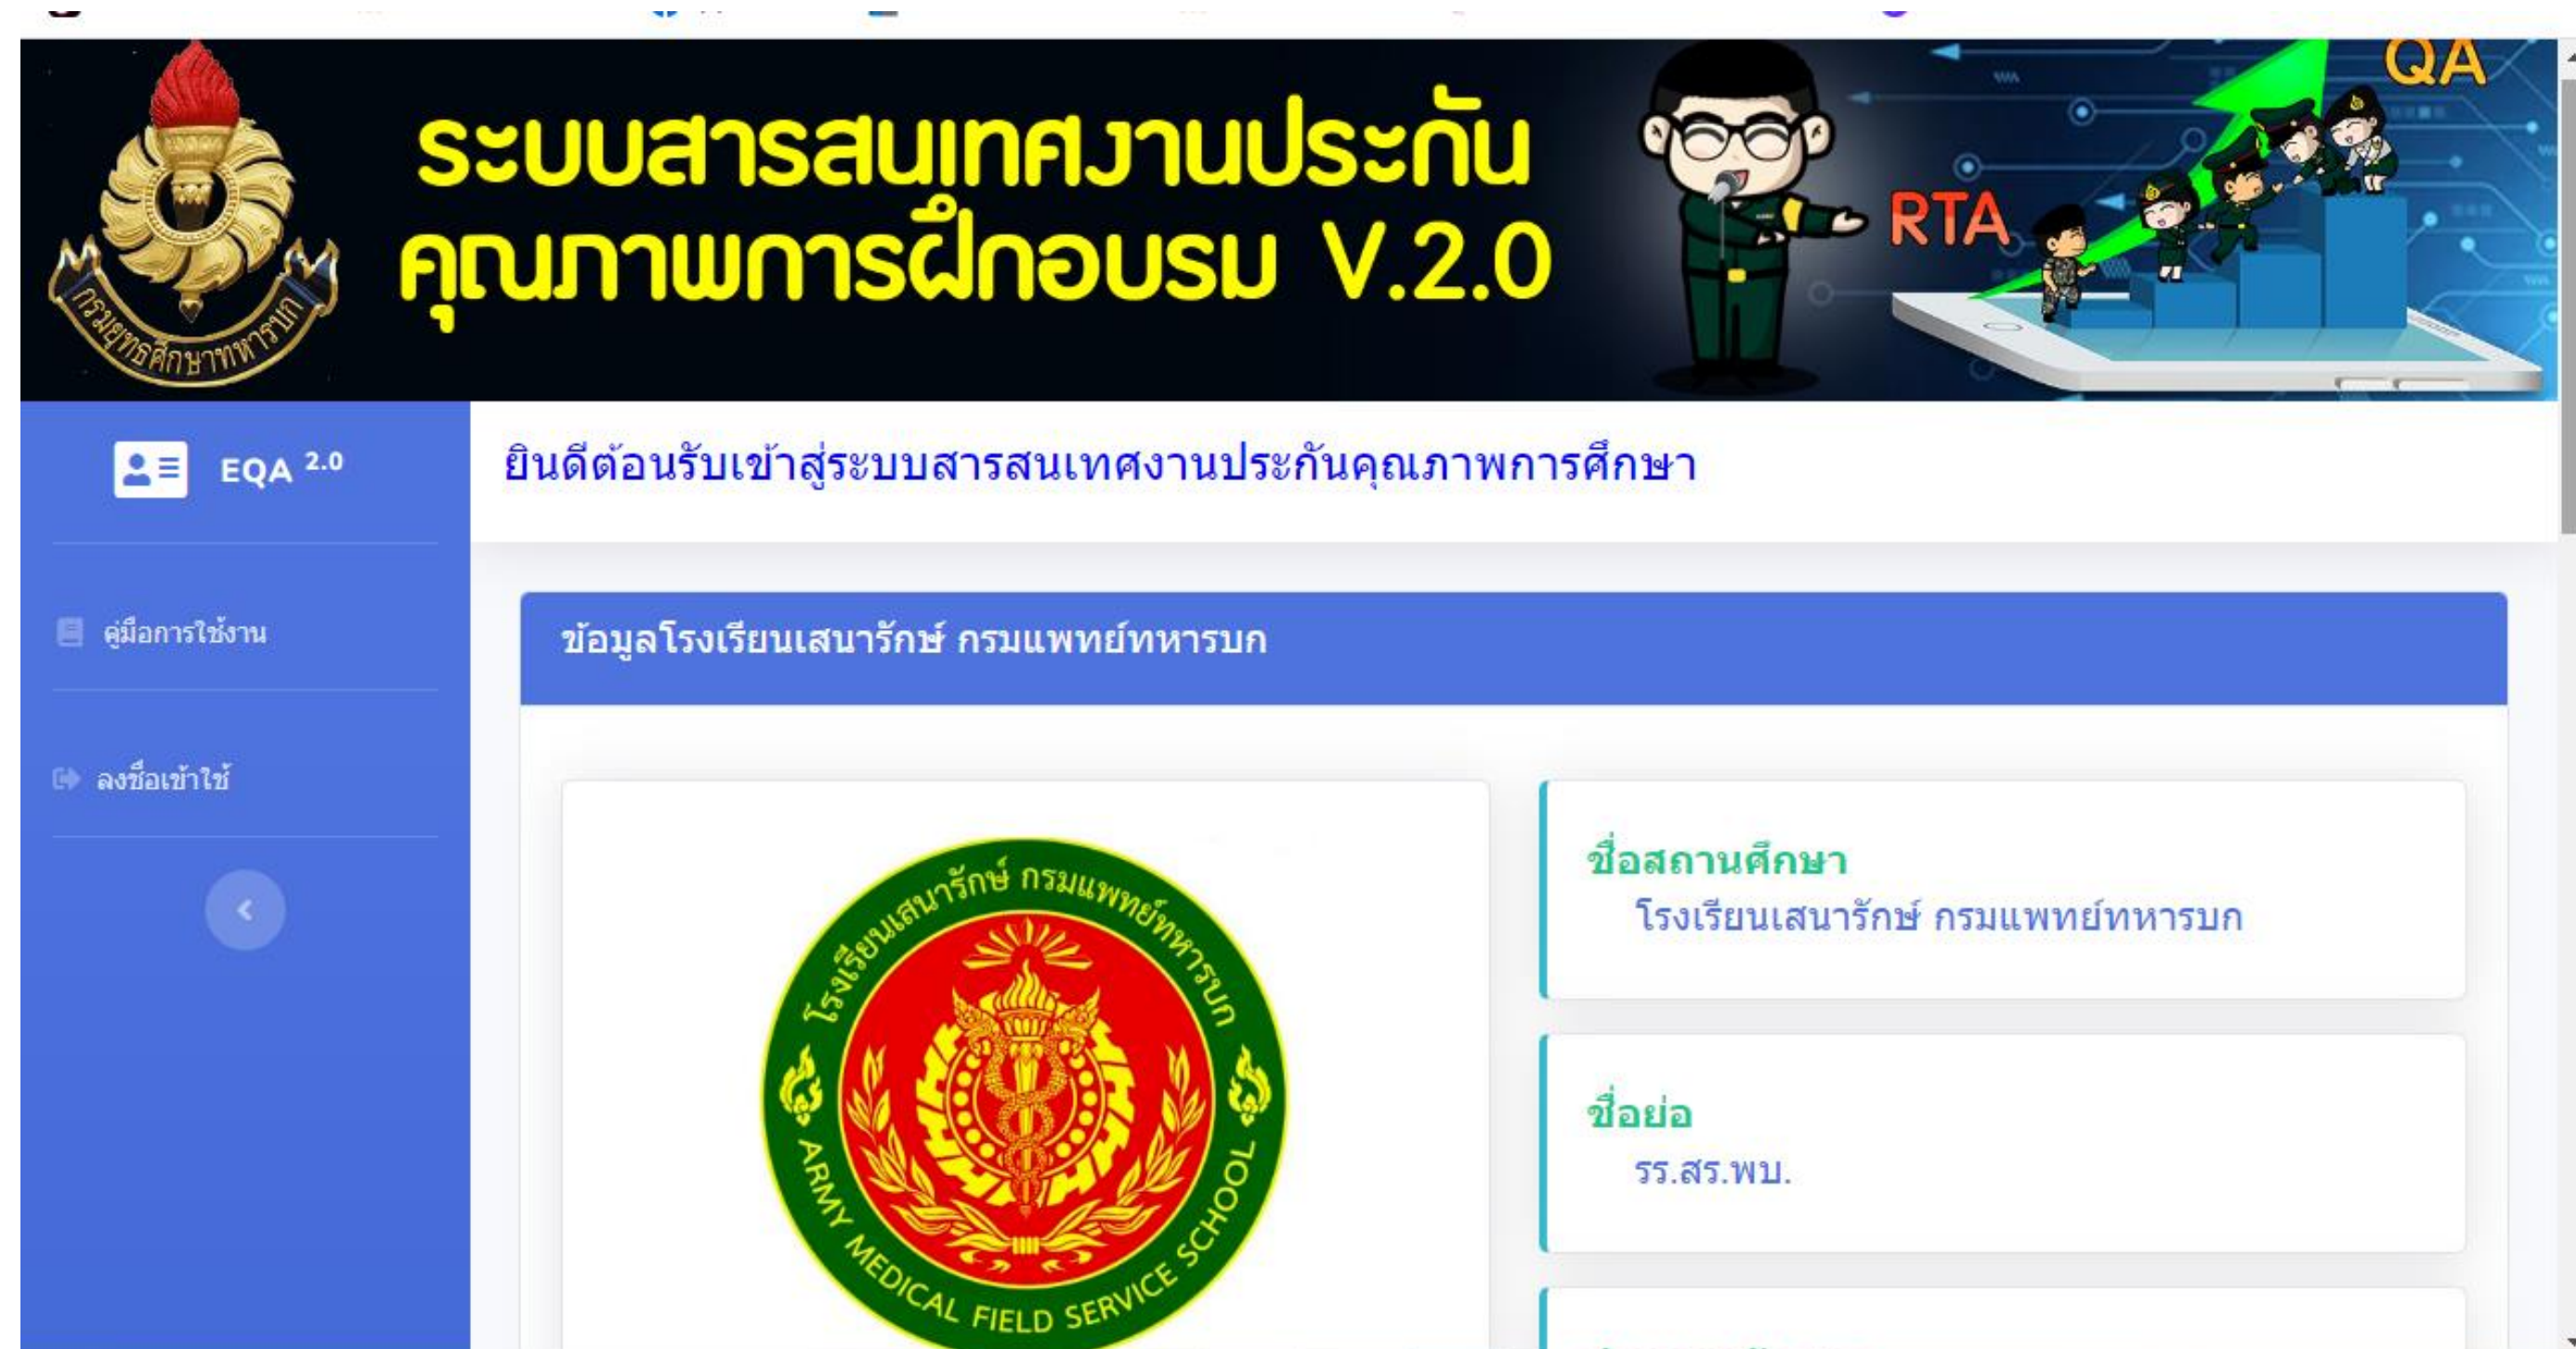 QA
ระบบสารสนเทศงานประกัน
คุณภาพการฝึกอบรม V.2.0
RTA
กรมยุทธศึกษาทหารบก
EQA 2.0
ยินดีต้อนรับเข้าสู่ระบบสารสนเทศงานประกันคุณภาพการศึกษา
คู่มือการใช้งาน
ลงชื่อเข้าใช้
ข้อมูลโรงเรียนเสนารักษ์ กรมแพทย์ทหารบก
โรงเรียนเสนารักษ์ กรมแพทย์ทหารบก
ARMY MEDICAL FIELD SERVICE SCHOOL
ชื่อสถานศึกษา
โรงเรียนเสนารักษ์ กรมแพทย์ทหารบก
ชื่อย่อ
รร.สร.พบ.